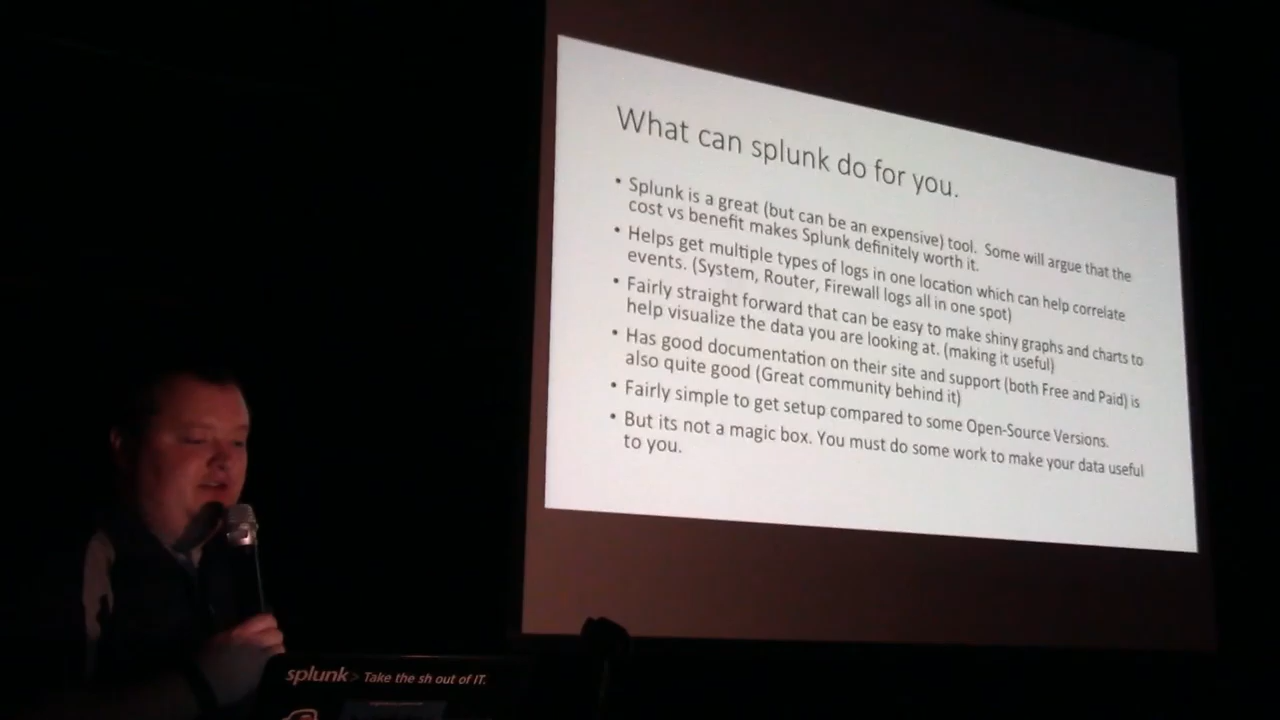 What can splunk do for you.
• Splunk is a great (but can be an expensive) tool. Some will argue that the
cost vs benefit makes Splunk definitely worth it.
• Helps get multiple types of logs in one location which can help correlate
events. (System, Router, Firewall logs all in one spot)
• Fairly straight forward that can be easy to make shiny graphs and charts to
help visualize the data you are looking at. (making it useful)
• Has good documentation on their site and support (both Free and Paid) is
also quite good (Great community behind it)
• Fairly simple to get setup compared to some Open-Source Versions.
• But its not a magic box. You must do some work to make your data useful
to you.
splunk> Take the sh out of IT.